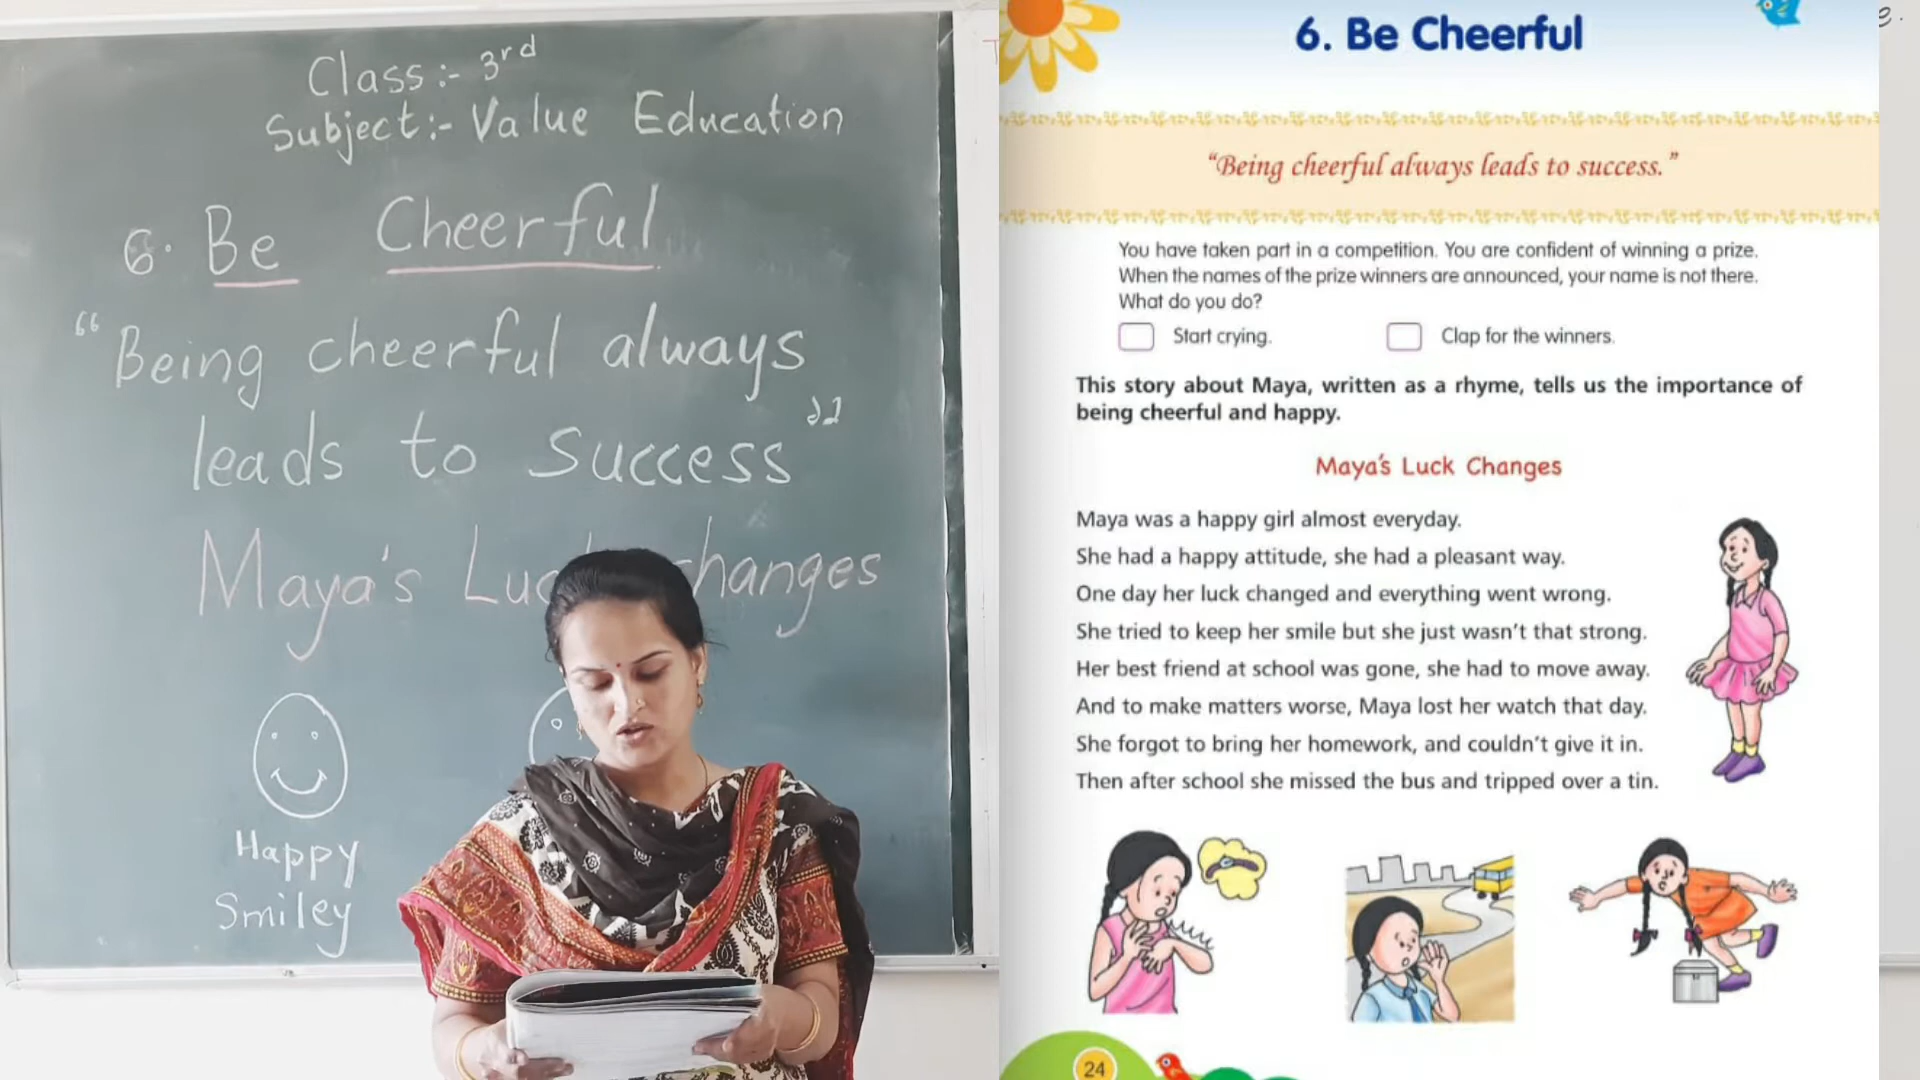 Class:- 3rd
Subject:- Value Education
6. Be Cheerful
"Being cheerful always
leads to success"
Maya's Luc hanges
Happy
Smiley
6. Be Cheerful
"Being cheerful always leads to success."
You have taken part in a competition. You are confident of winning a prize.
When the names of the prize winners are announced, your name is not there.
What do you do?
Start crying. Clap for the winners.
This story about Maya, written as a rhyme, tells us the importance of
being cheerful and happy.
Maya's Luck Changes
Maya was a happy girl almost everyday.
She had a happy attitude, she had a pleasant way.
One day her luck changed and everything went wrong.
She tried to keep her smile but she just wasn't that strong.
Her best friend at school was gone, she had to move away.
And to make matters worse, Maya lost her watch that day.
She forgot to bring her homework, and couldn't give it in.
Then after school she missed the bus and tripped over a tin.
24